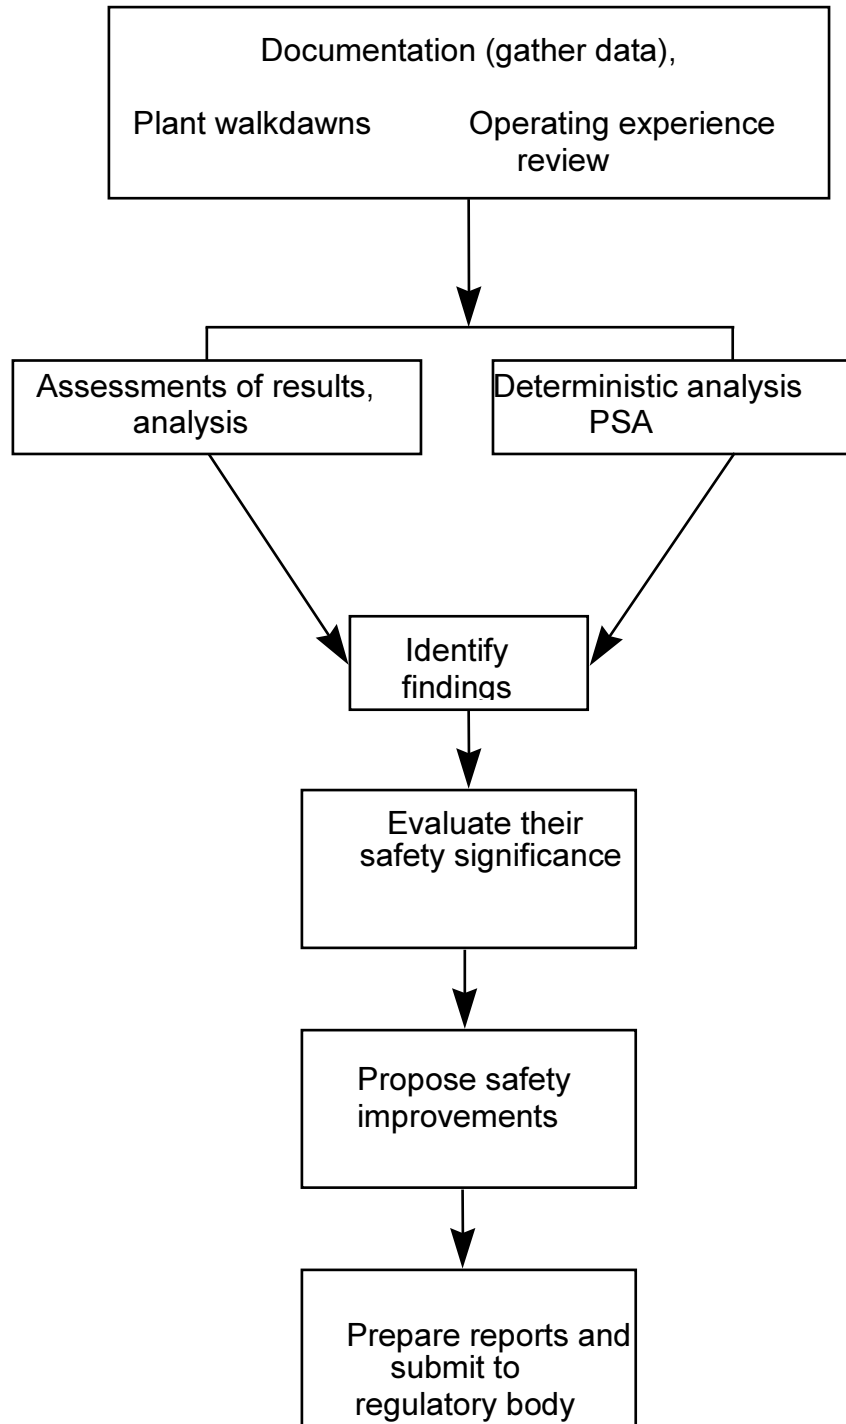 Documentation (gather data),
Plant walkdawns
Operating experience
review
Assessments of results,
analysis
Deterministic analysis
PSA
Identify
findings
Evaluate their
safety significance
Propose safety
improvements
Prepare reports and
submit to
regulatory body